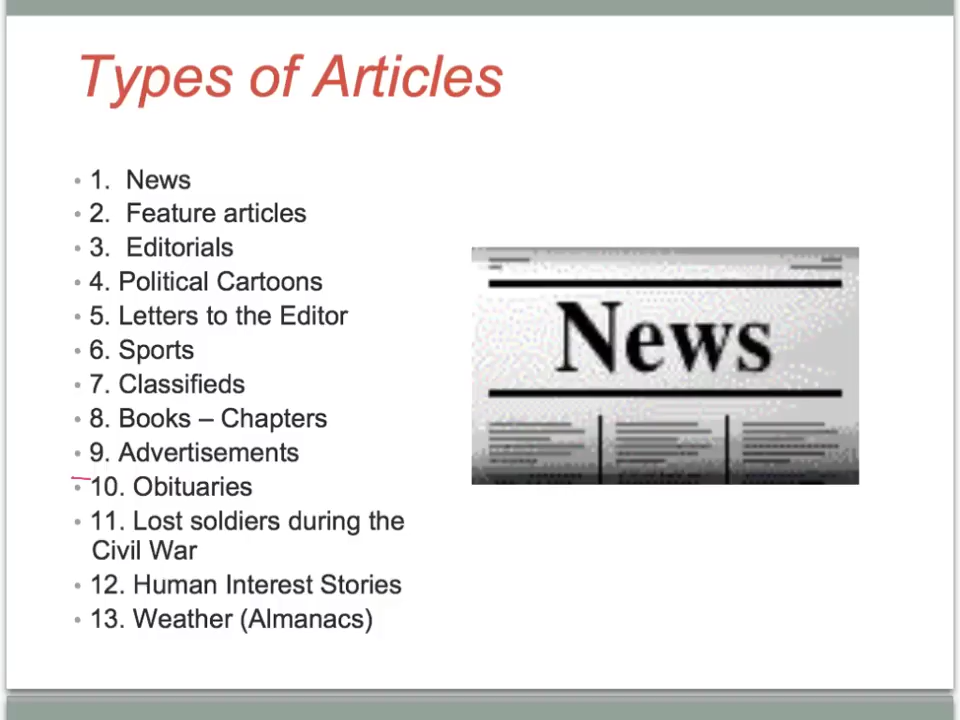 Types of Articles
• 1. News
• 2. Feature articles
• 3. Editorials
• 4. Political Cartoons
• 5. Letters to the Editor
• 6. Sports
• 7. Classifieds
• 8. Books – Chapters
• 9. Advertisements
• 10. Obituaries
• 11. Lost soldiers during the
Civil War
• 12. Human Interest Stories
• 13. Weather (Almanacs)
News